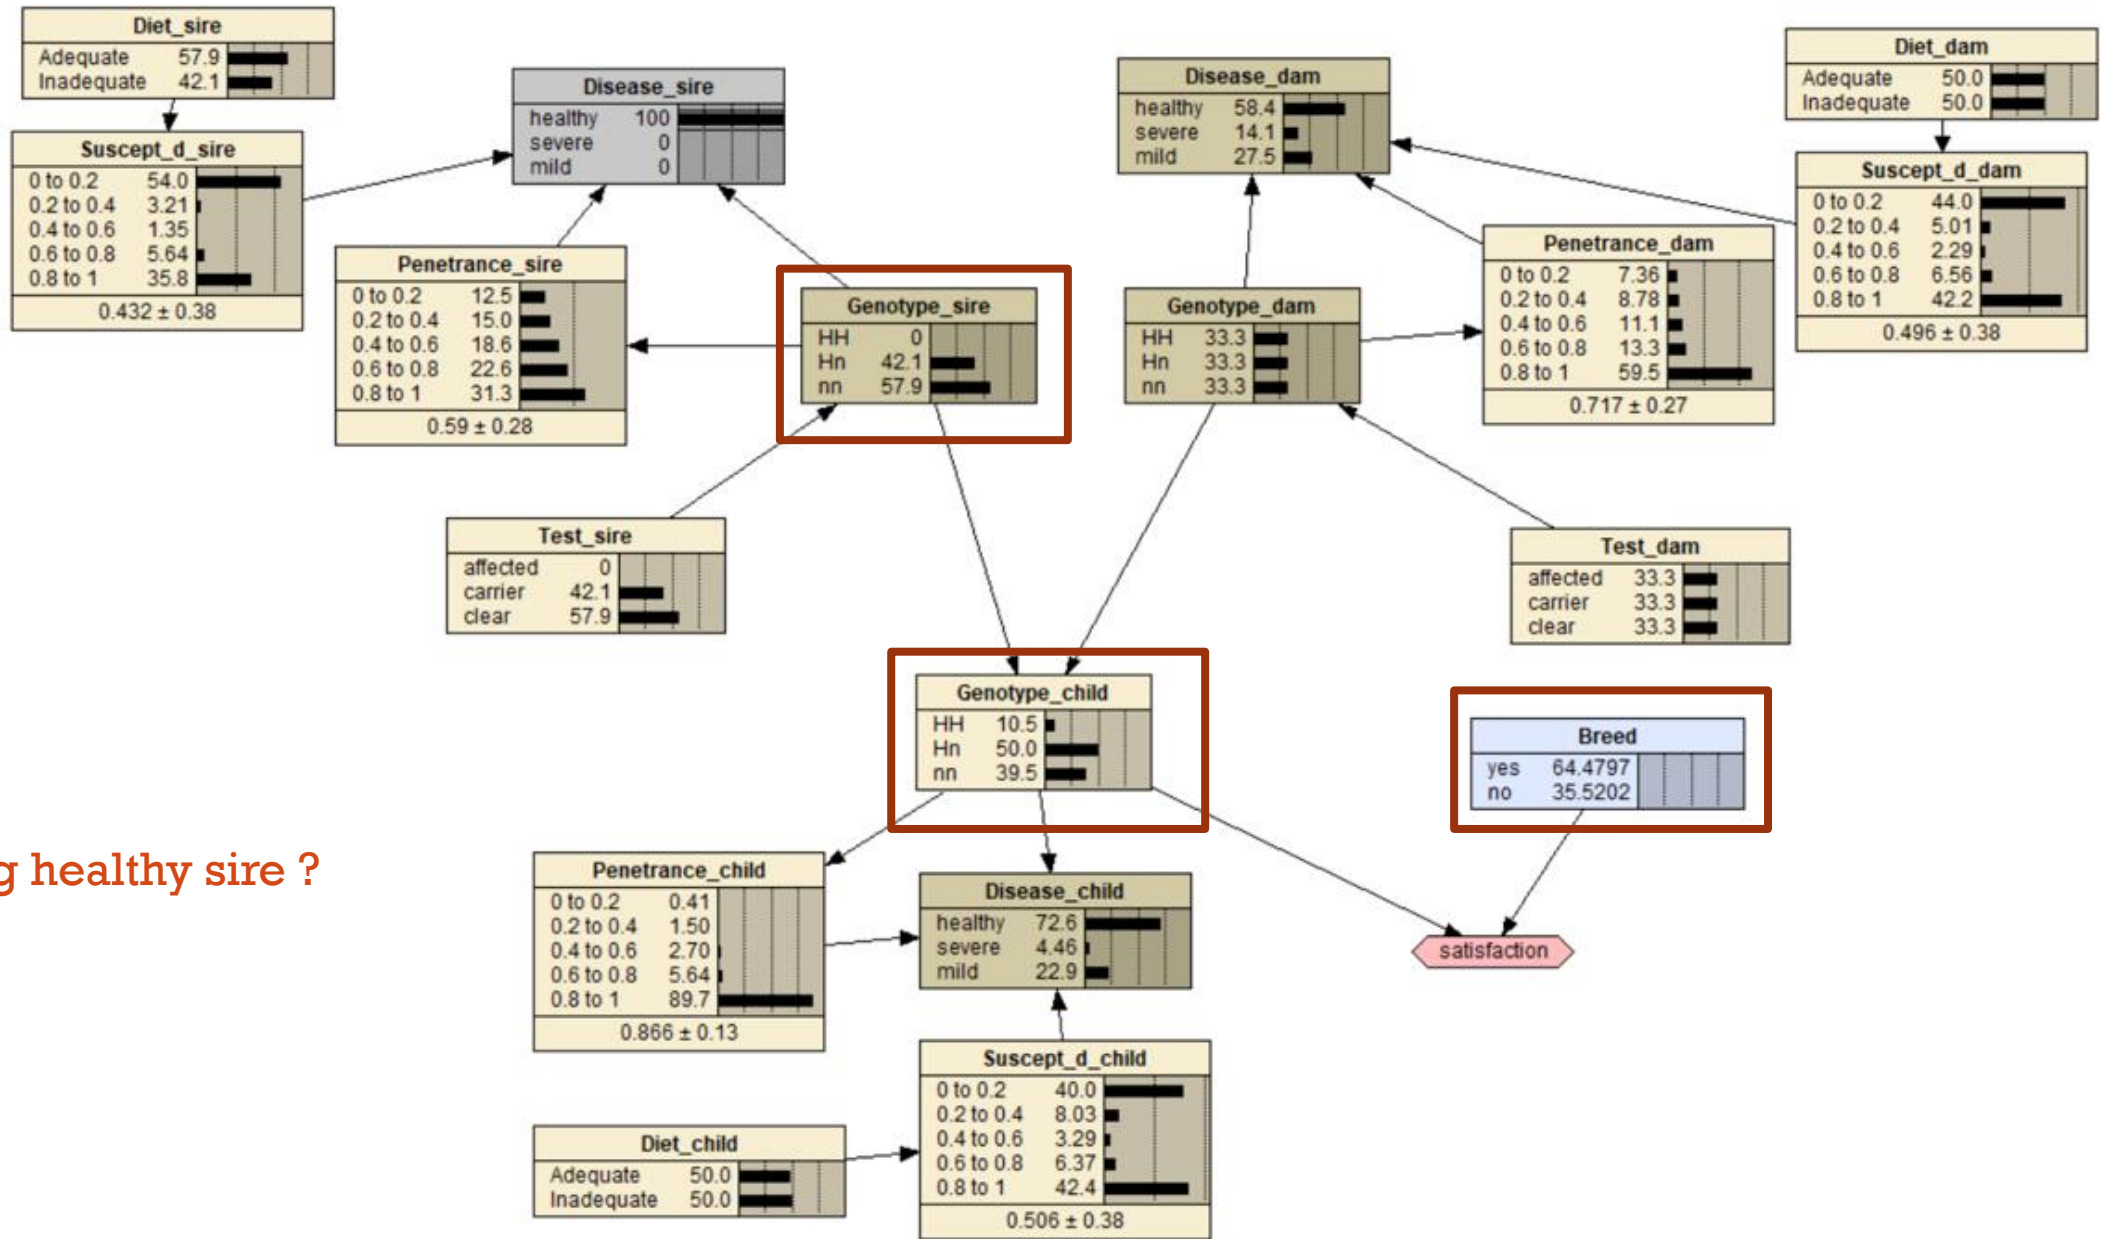 Diet_sire
Adequate 57.9
Inadequate 42.1
Suscept_d_sire
0 to 0.2 54.0
0.2 to 0.4 3.21
0.4 to 0.6 1.35
0.6 to 0.8 5.64
0.8 to 1 35.8
0.432 ± 0.38
Disease_sire
healthy 100
severe 0
mild 0
Penetrance_sire
0 to 0.2 12.5
0.2 to 0.4 15.0
0.4 to 0.6 18.6
0.6 to 0.8 22.6
0.8 to 1 31.3
0.59 ± 0.28
Genotype_sire
HH 0
Hn 42.1
nn 57.9
Test_sire
affected 0
carrier 42.1
clear 57.9
Disease_dam
healthy 58.4
severe 14.1
mild 27.5
Diet_dam
Adequate 50.0
Inadequate 50.0
Suscept_d_dam
0 to 0.2 44.0
0.2 to 0.4 5.01
0.4 to 0.6 2.29
0.6 to 0.8 6.56
0.8 to 1 42.2
0.496 ± 0.38
Penetrance_dam
0 to 0.2 7.36
0.2 to 0.4 8.78
0.4 to 0.6 11.1
0.6 to 0.8 13.3
0.8 to 1 59.5
0.717 ± 0.27
Genotype_dam
HH 33.3
Hn 33.3
nn 33.3
Test_dam
affected 33.3
carrier 33.3
clear 33.3
Genotype_child
HH 10.5
Hn 50.0
nn 39.5
Breed
yes 64.4797
no 35.5202
g healthy sire ?
Penetrance_child
0 to 0.2 0.41
0.2 to 0.4 1.50
0.4 to 0.6 2.70
0.6 to 0.8 5.64
0.8 to 1 89.7
0.866 ± 0.13
Disease_child
healthy 72.6
severe 4.46
mild 22.9
satisfaction
Suscept_d_child
0 to 0.2 40.0
0.2 to 0.4 8.03
0.4 to 0.6 3.29
0.6 to 0.8 6.37
0.8 to 1 42.4
0.506 ± 0.38
Diet_child
Adequate 50.0
Inadequate 50.0